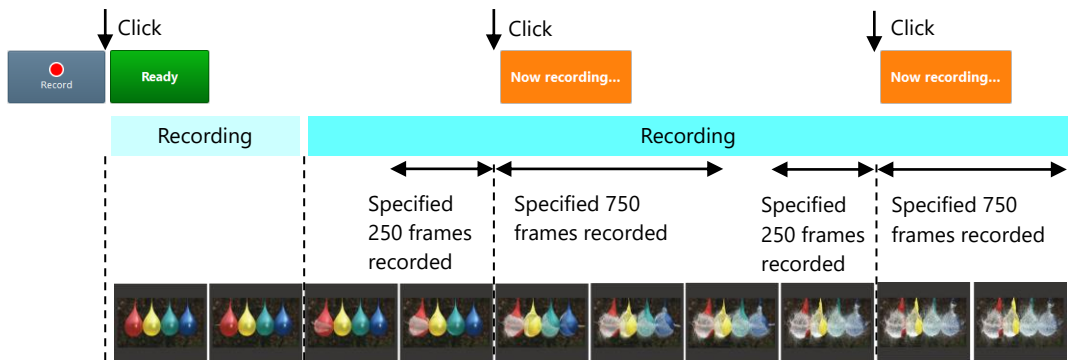 Click
Click
Click
Record
Ready
Now recording...
Now recording...
Recording
Recording
Specified
250 frames
recorded
Specified 750
frames recorded
Specified
250 frames
recorded
Specified 750
frames recorded